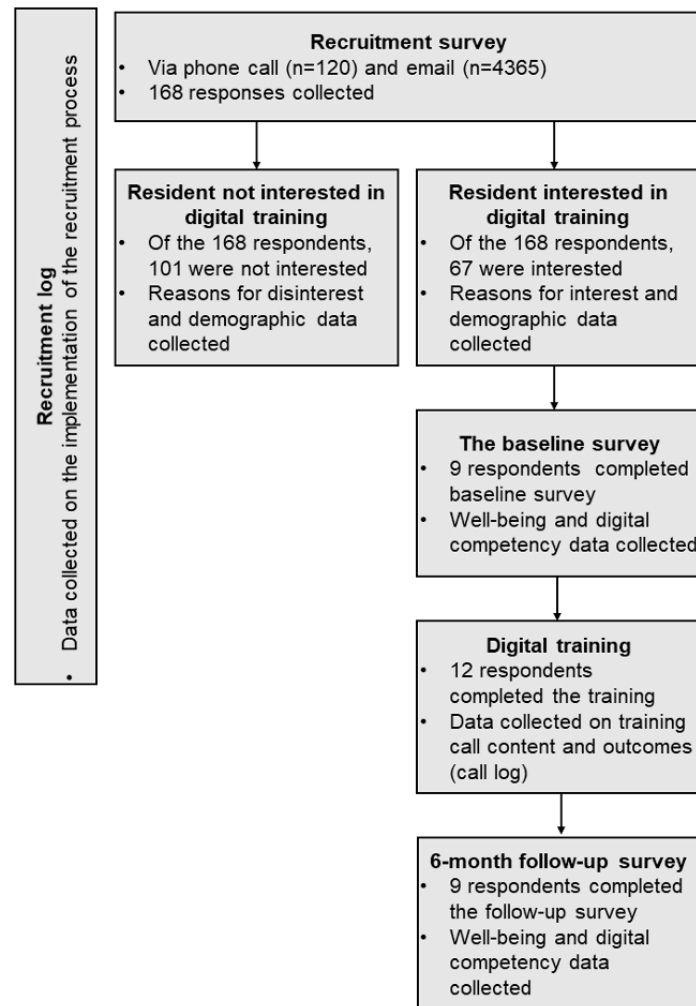 Recruitment log
• Data collected on the implementation of the recruitment process
Recruitment survey
• Via phone call (n=120) and email (n=4365)
• 168 responses collected
Resident not interested in
digital training
• Of the 168 respondents,
101 were not interested
• Reasons for disinterest
and demographic data
collected
Resident interested in
digital training
• Of the 168 respondents,
67 were interested
• Reasons for interest and
demographic data
collected
The baseline survey
• 9 respondents completed
baseline survey
• Well-being and digital
competency data collected
Digital training
• 12 respondents
completed the training
• Data collected on training
call content and outcomes
(call log)
6-month follow-up survey
• 9 respondents completed
the follow-up survey
• Well-being and digital
competency data
collected